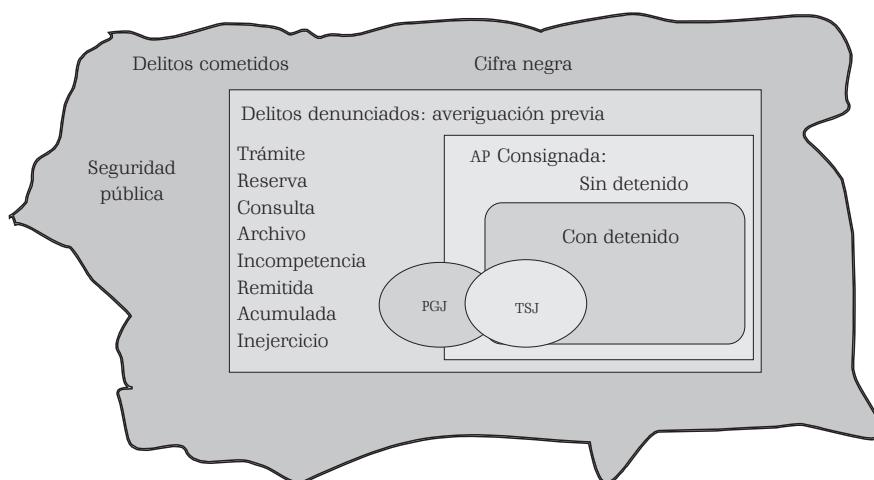 Delitos cometidos
Cifra negra
Delitos denunciados: averiguación previa
Seguridad
pública
Trámite
Reserva
Consulta
Archivo
Incompetencia
Remitida
Acumulada
Inejercicio
AP Consignada:
Sin detenido
Con detenido
PGJ
TSJ